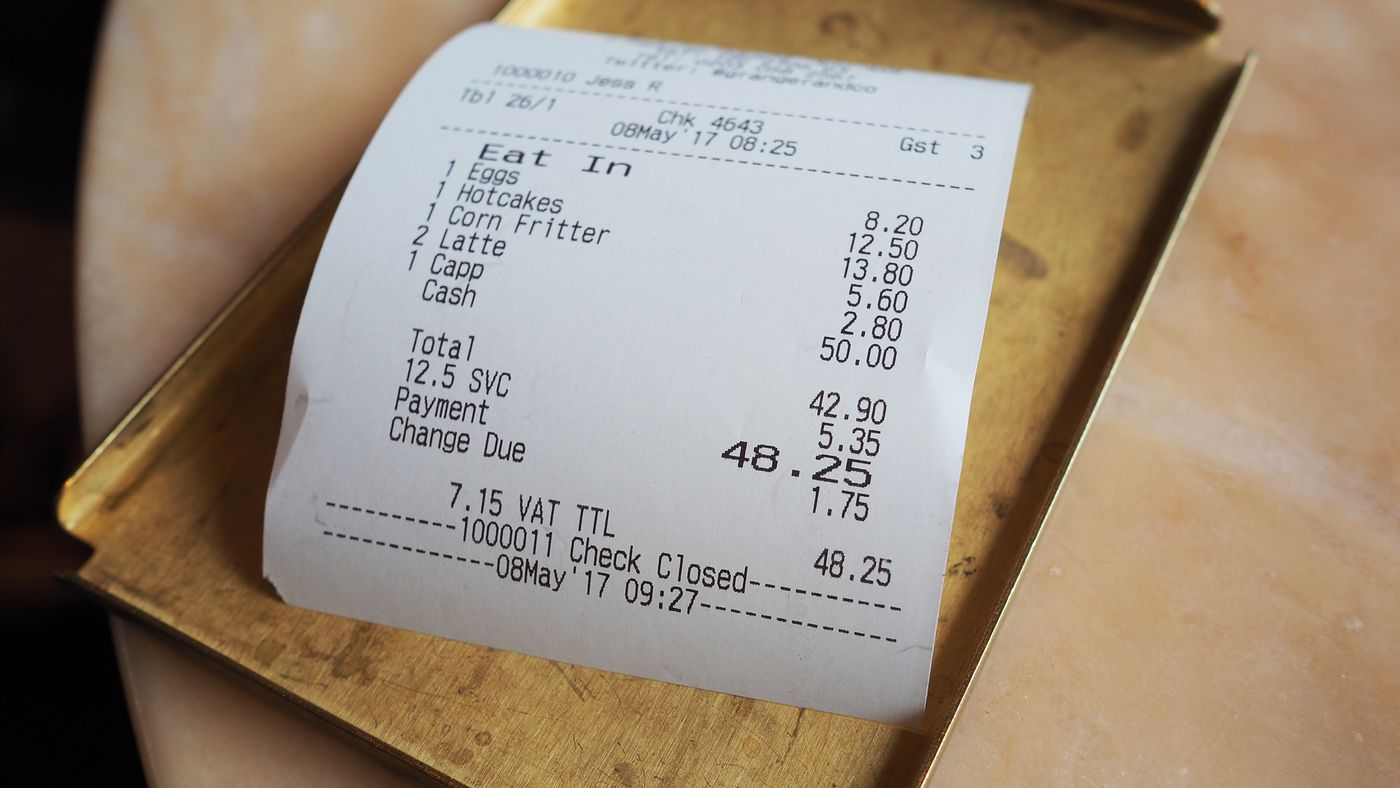 Twitter: @grangerandco
1000010 Jess R
Tbl 26/1 Chk 4643 Gst 3
08May'17 08:25
Eat In
1 Eggs 8.20
1 Hotcakes 12.50
1 Corn Fritter 13.80
2 Latte 5.60
1 Capp 2.80
Cash 50.00
Total 42.90
12.5 SVC 5.35
Payment 48.25
Change Due 1.75
7.15 VAT TTL 48.25
----------1000011 Check Closed----------
-------------08May'17 09:27-------------